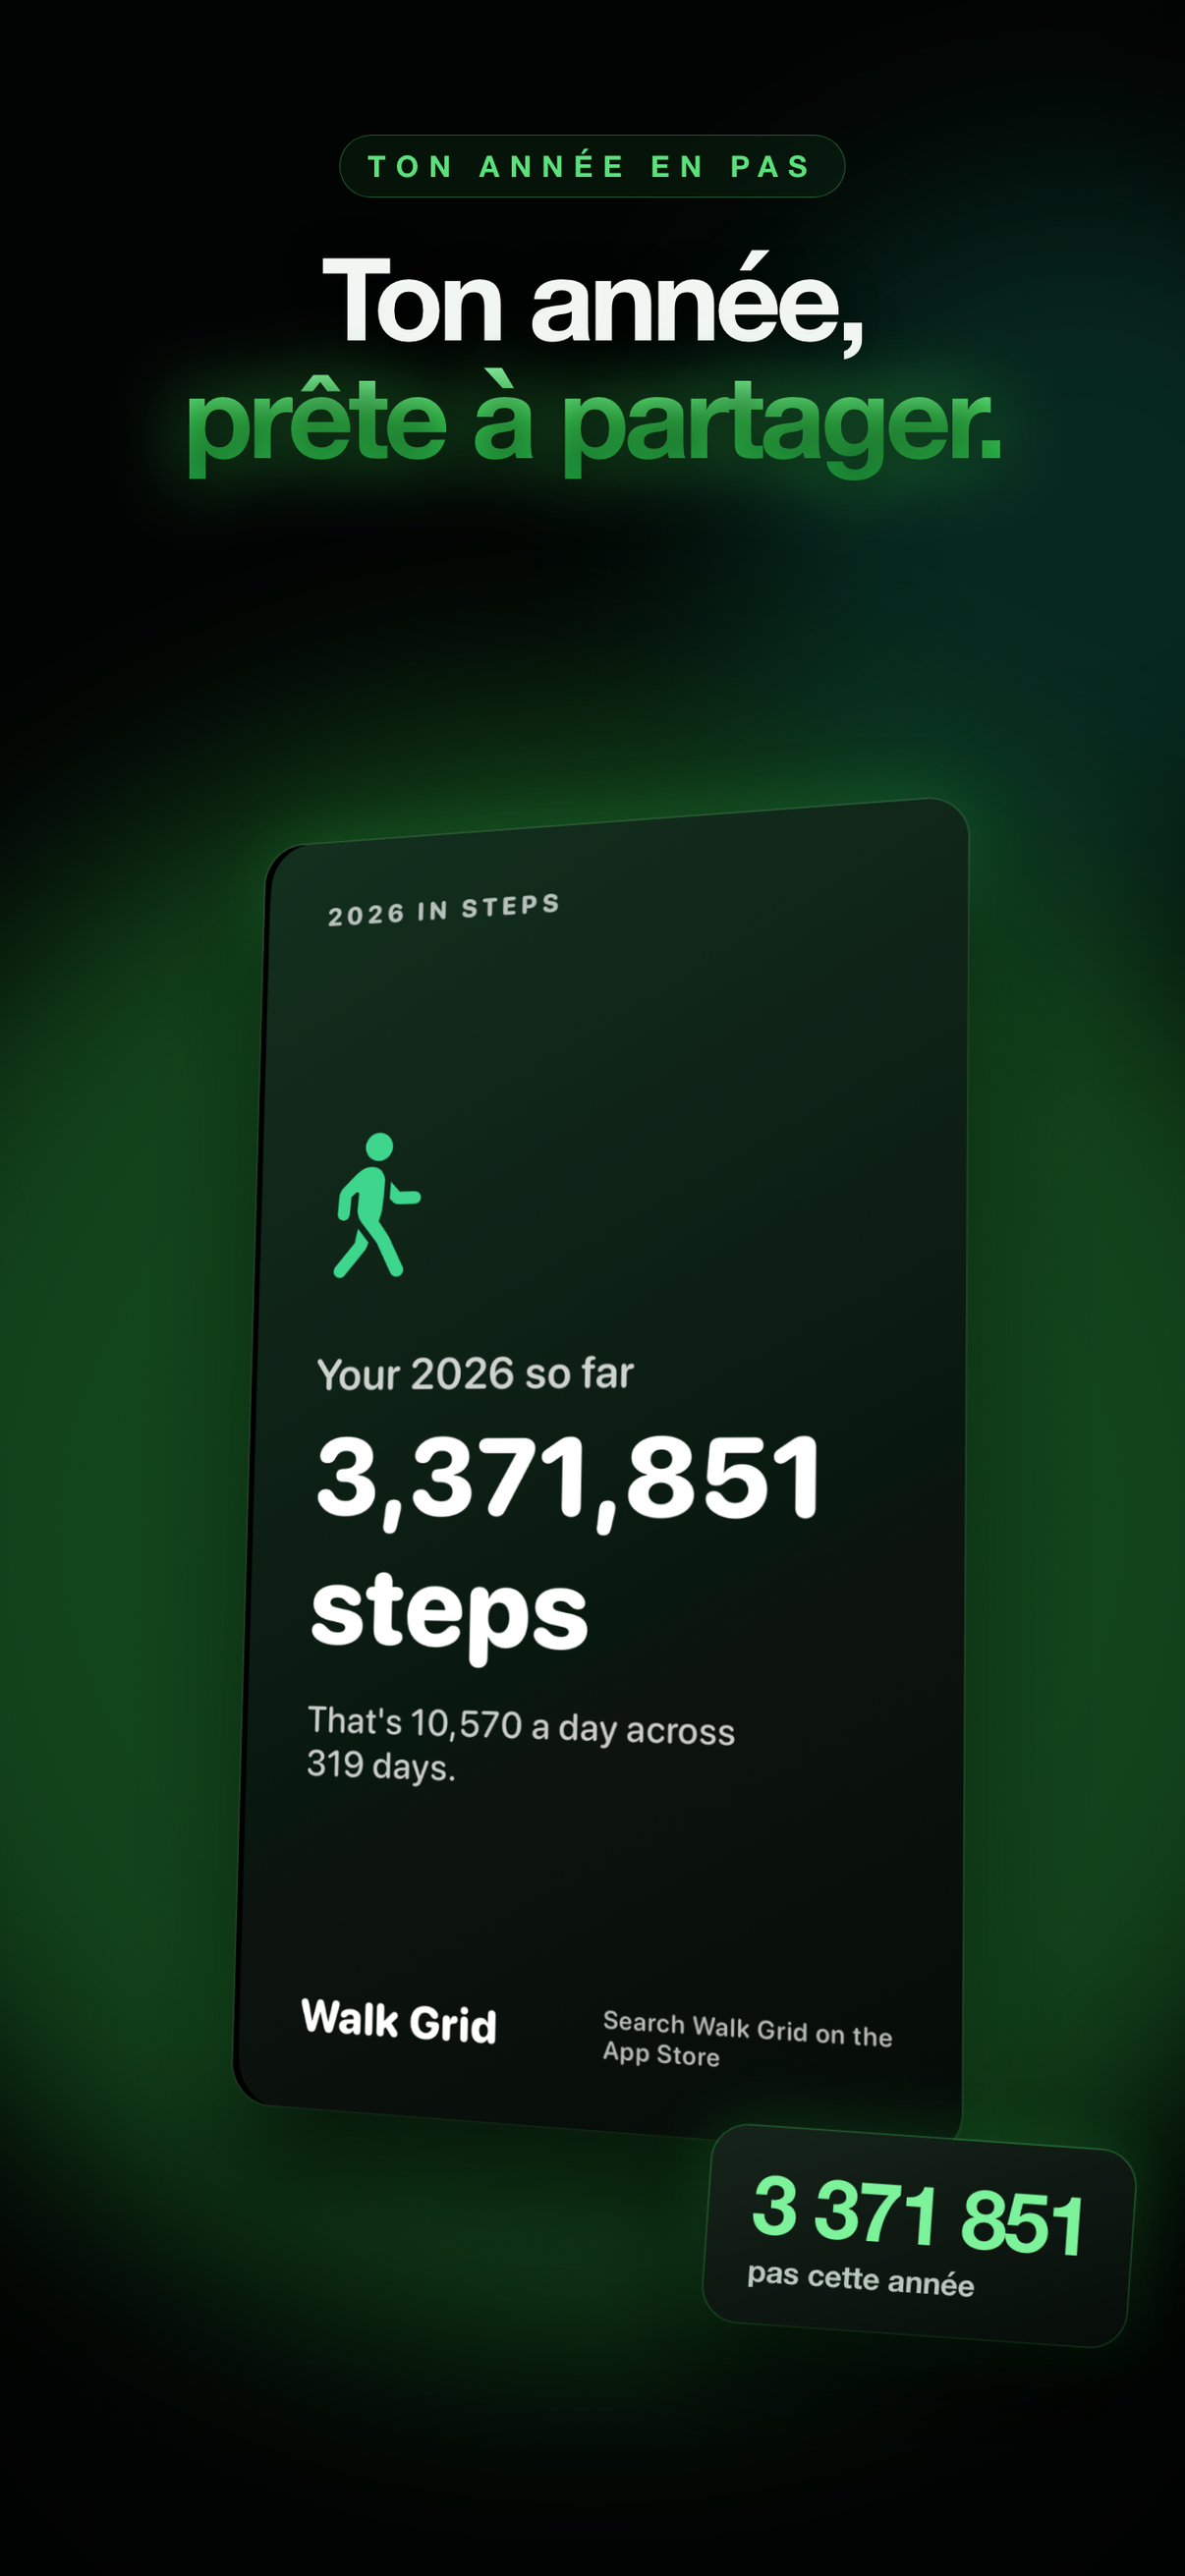 TON ANNÉE EN PAS
Ton année,
prête à partager.
2026 IN STEPS
Your 2026 so far
3,371,851
steps
That's 10,570 a day across
319 days.
Walk Grid
Search Walk Grid on the
App Store
3 371 851
pas cette année